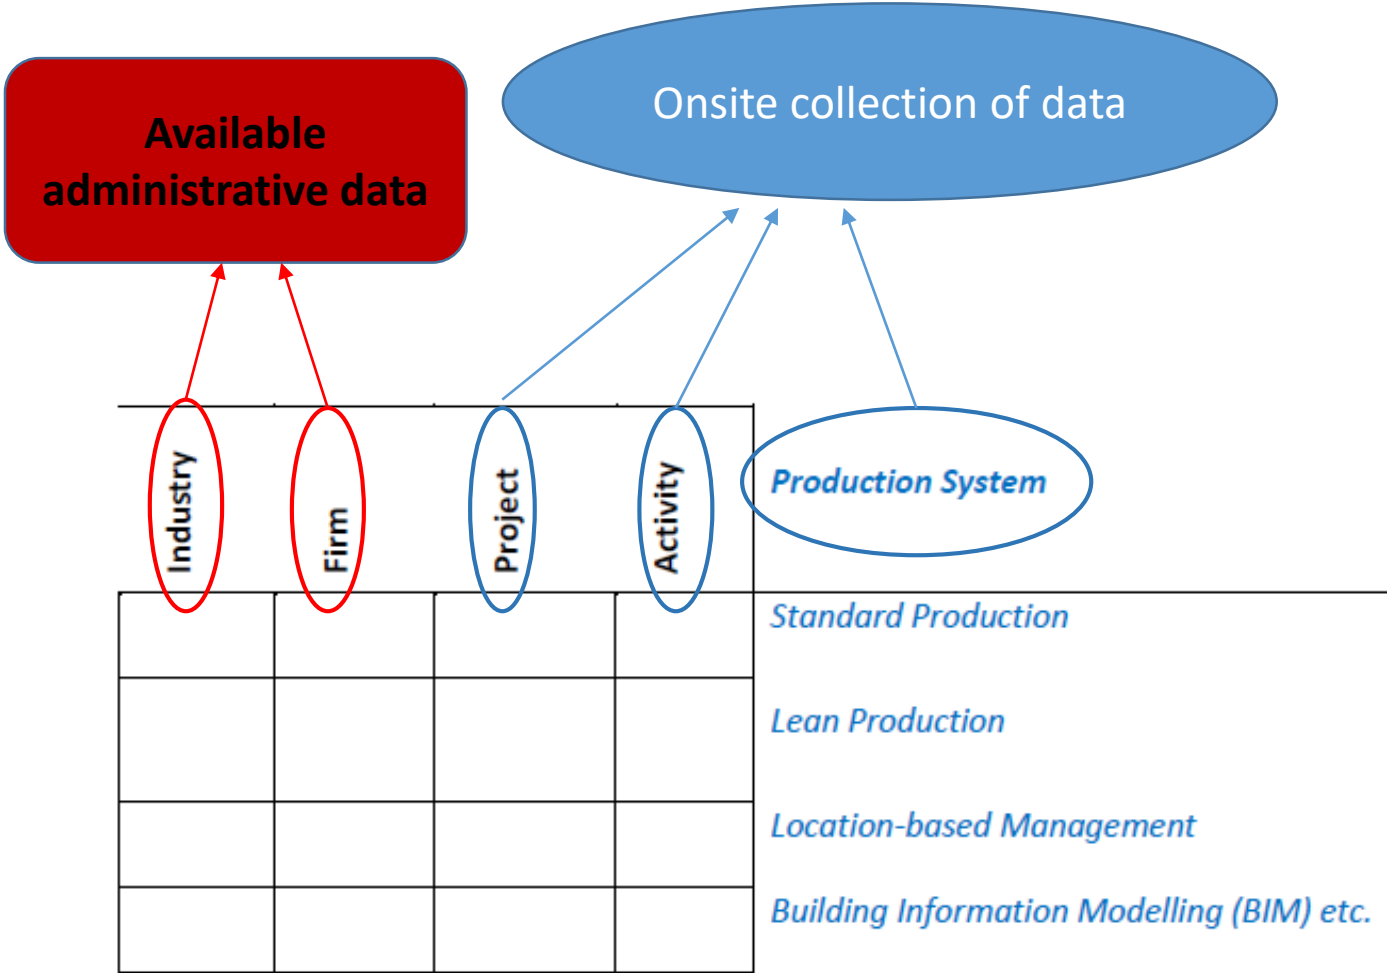 Available
administrative data
Onsite collection of data
Industry
Firm
Project
Activity
Production System
Standard Production
Lean Production
Location-based Management
Building Information Modelling (BIM) etc.